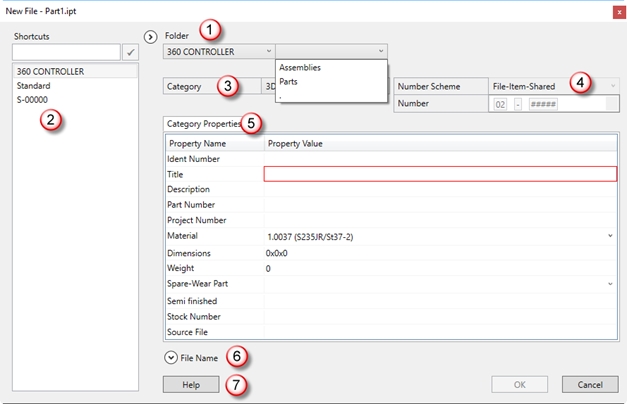 New File - Part1.ipt
x
Shortcuts
360 CONTROLLER
Standard
S-00000
2
Folder
1
360 CONTROLLER
Assemblies
Parts
.
Category
3
3D
Number Scheme
File-Item-Shared
4
Number
02
-
#####
Category Properties
5
Property Name
Property Value
Ident Number
Title
Description
Part Number
Project Number
Material
1.0037 (S235JR/St37-2)
Dimensions
0x0x0
Weight
0
Spare-Wear Part
Semi finished
Stock Number
Source File
File Name
6
Help
7
OK
Cancel